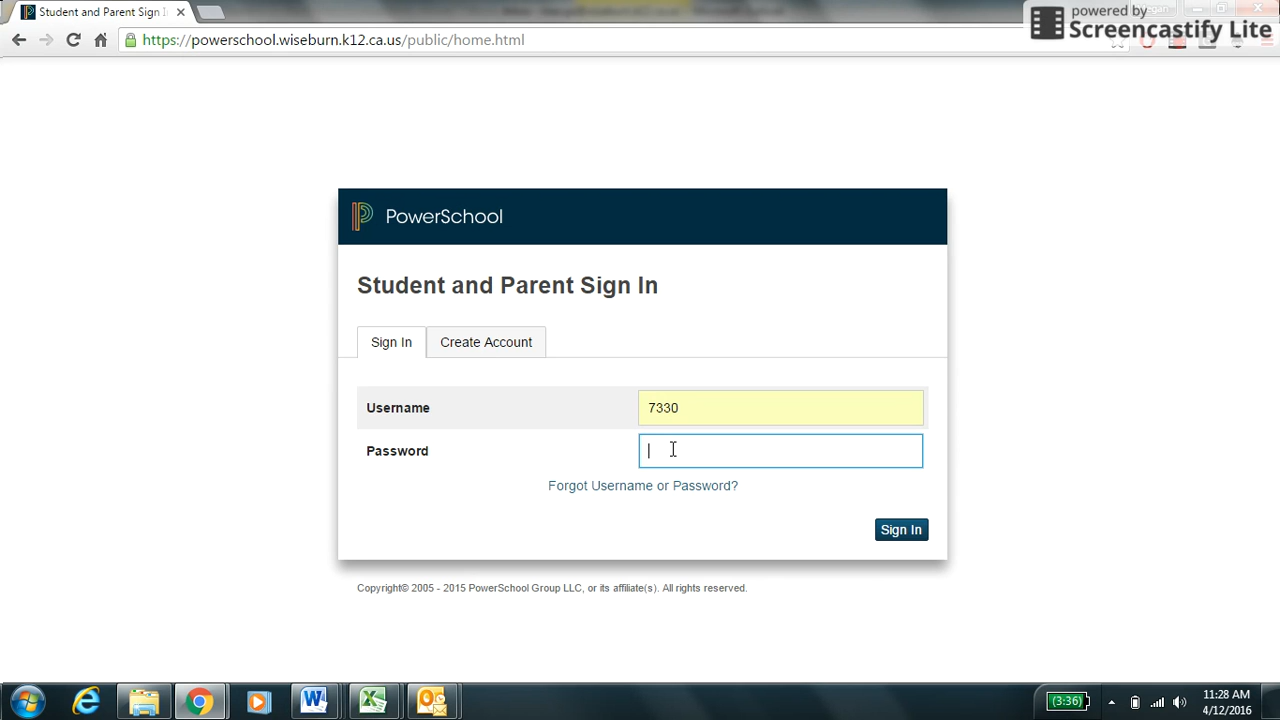 Student and Parent Sign I
powered by
Screencastify Lite
https://powerschool.wiseburn.k12.ca.us/public/home.html
PowerSchool
Student and Parent Sign In
Sign In
Create Account
Username
7330
Password
Forgot Username or Password?
Sign In
Copyright© 2005 - 2015 PowerSchool Group LLC, or its affiliate(s). All rights reserved.
(3:36)
11:28 AM
4/12/2016